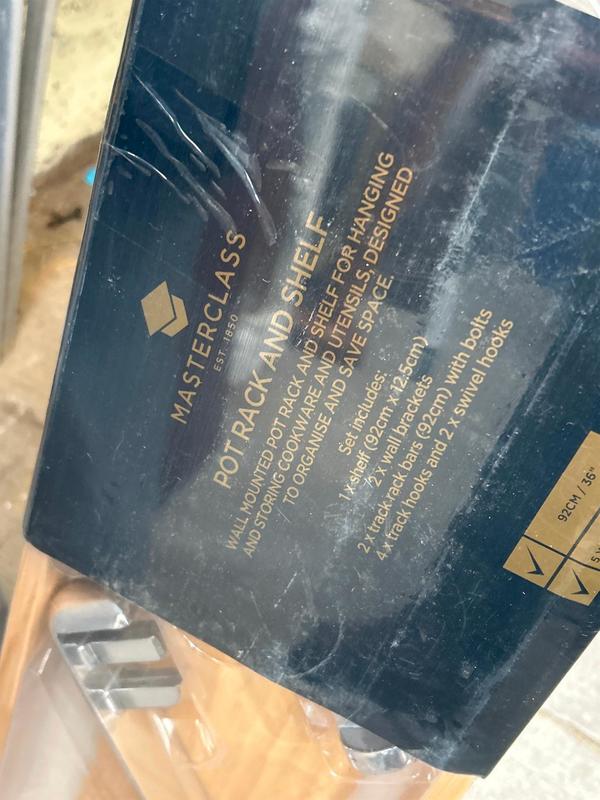 MASTERCLASS
EST. 1850
POT RACK AND SHELF
WALL MOUNTED POT RACK AND SHELF FOR HANGING
AND STORING COOKWARE AND UTENSILS, DESIGNED
TO ORGANISE AND SAVE SPACE.
Set includes:
1 x shelf (92cm x 12.5cm)
2 x wall brackets
2 x track rack bars (92cm) with bolts
4 x track hooks and 2 x swivel hooks
92CM / 36"
5